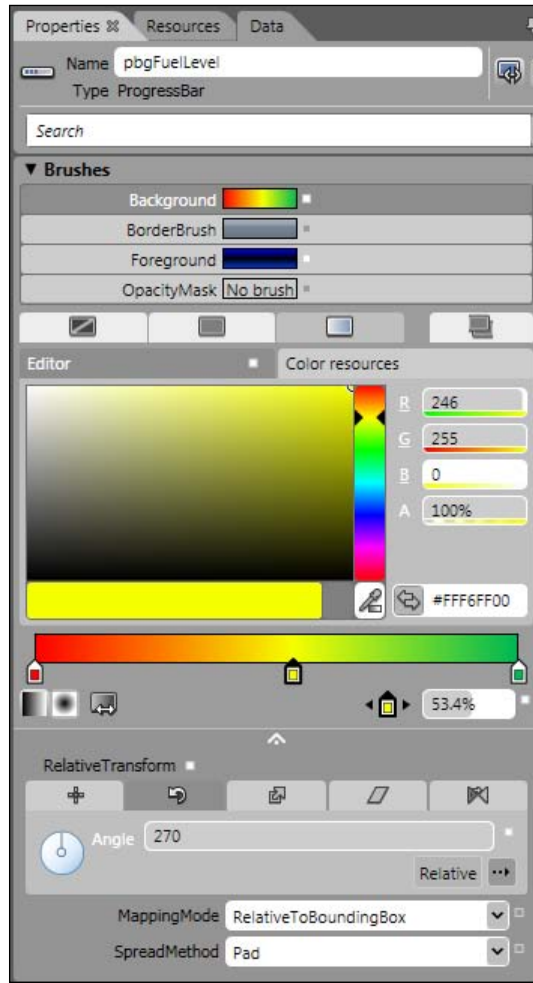 Properties Resources Data
Name pbgFuelLevel
Type ProgressBar
Search
Brushes
Background
BorderBrush
Foreground
OpacityMask No brush
Editor Color resources
R 246
G 255
B 0
A 100%
#FFF6FF00
53.4%
RelativeTransform
Angle 270
Relative
MappingMode RelativeToBoundingBox
SpreadMethod Pad